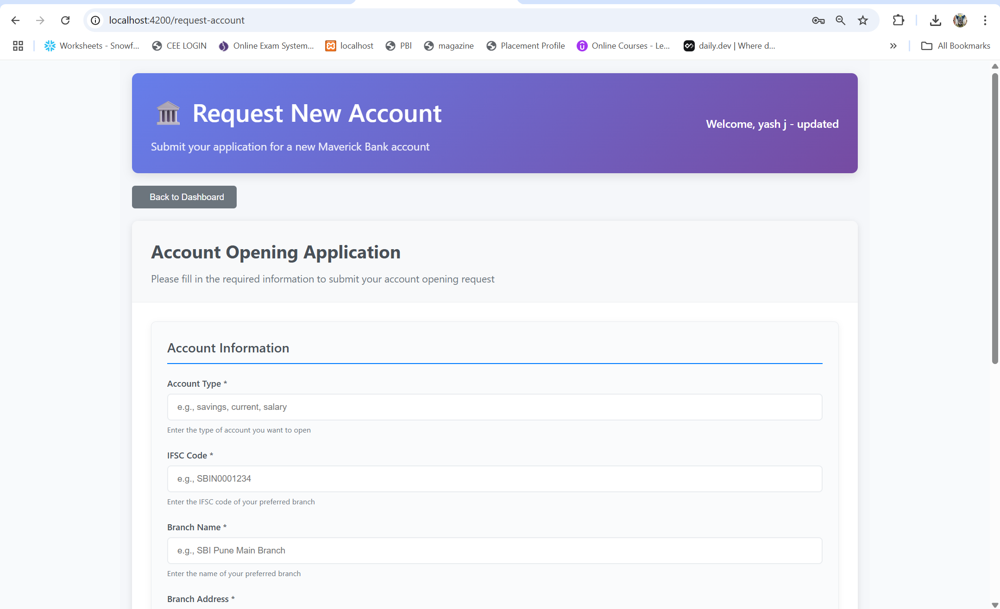 localhost:4200/request-account
Worksheets - Snowf...
CEE LOGIN
Online Exam System...
localhost
PBI
magazine
Placement Profile
Online Courses - Le...
daily.dev | Where d...
All Bookmarks
Request New Account
Submit your application for a new Maverick Bank account
Welcome, yash j - updated
Back to Dashboard
Account Opening Application
Please fill in the required information to submit your account opening request
Account Information
Account Type *
e.g., savings, current, salary
Enter the type of account you want to open
IFSC Code *
e.g., SBIN0001234
Enter the IFSC code of your preferred branch
Branch Name *
e.g., SBI Pune Main Branch
Enter the name of your preferred branch
Branch Address *